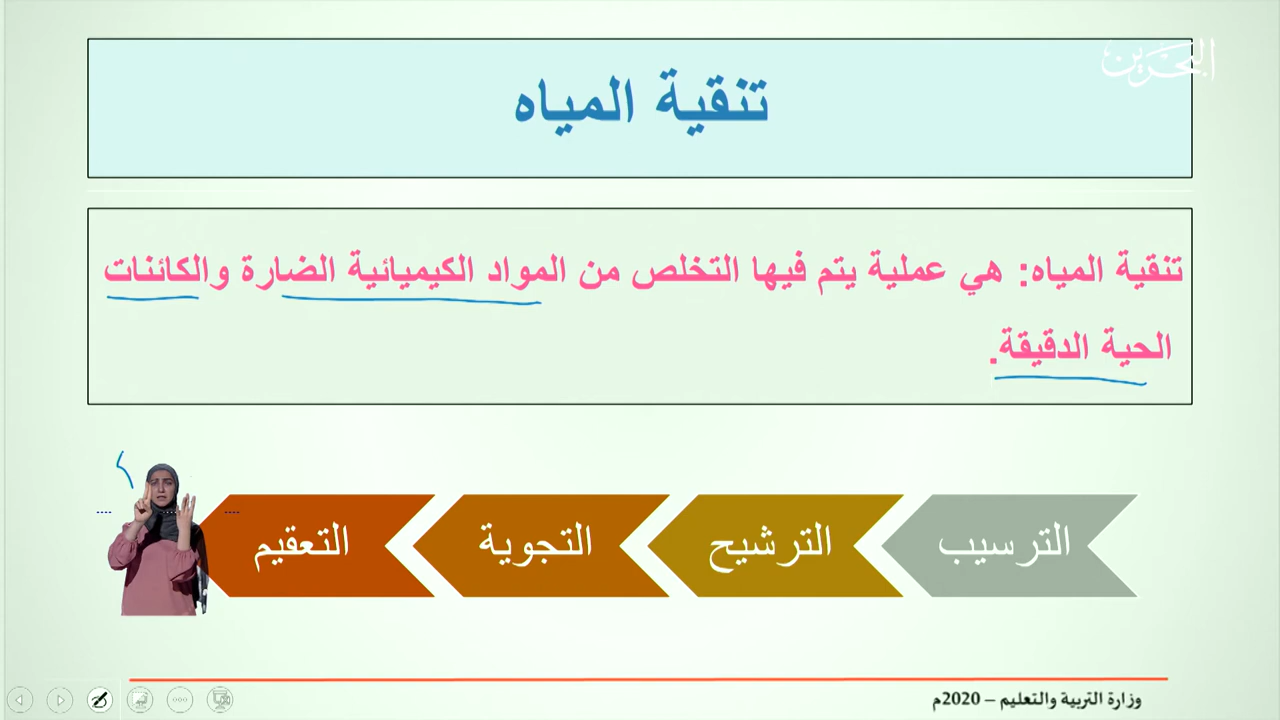 البحرين
تنقية المياه
تنقية المياه: هي عملية يتم فيها التخلص من المواد الكيميائية الضارة والكائنات
الحية الدقيقة.
الترسيب
الترشيح
التجوية
التعقيم
وزارة التربية والتعليم – 2020م